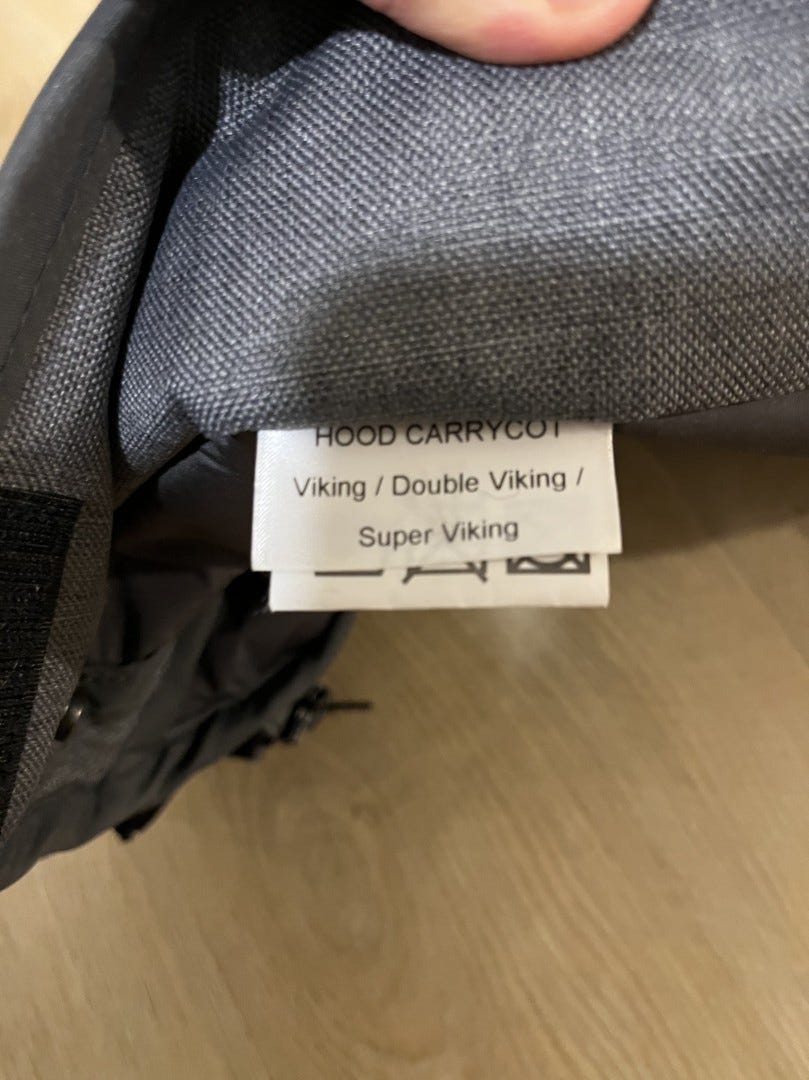 HOOD CARRYCOT
Viking / Double Viking /
Super Viking